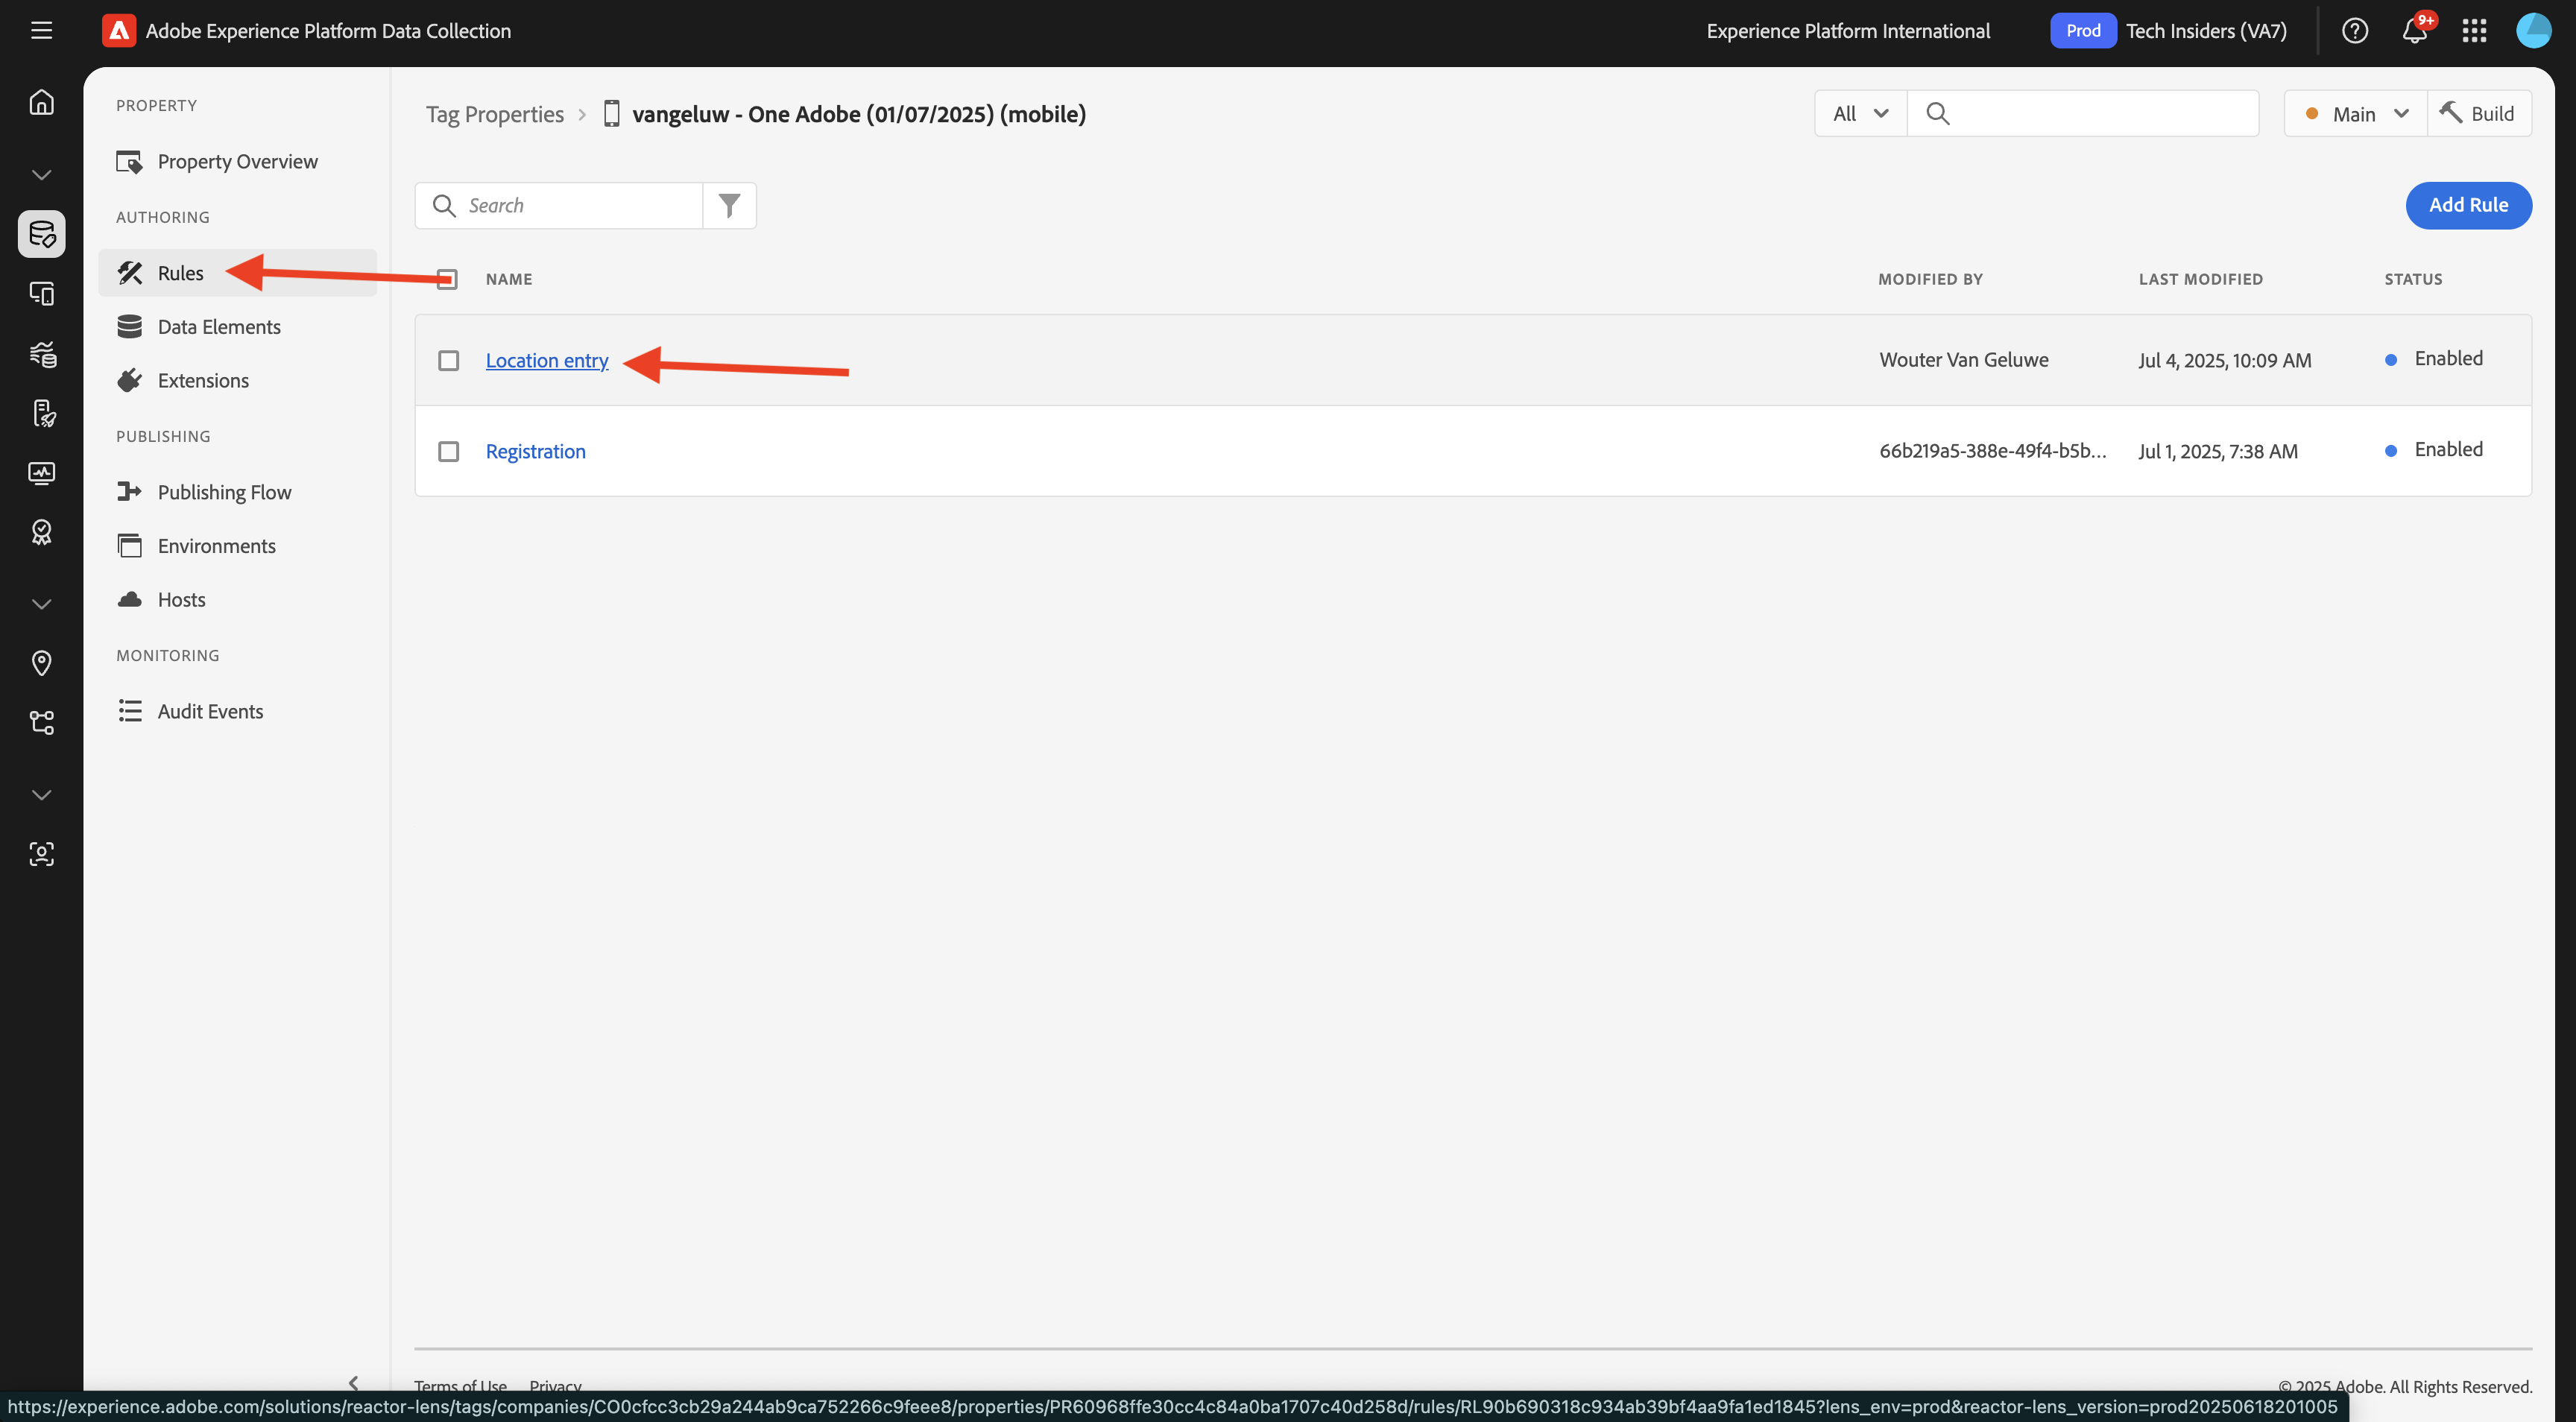 Adobe Experience Platform Data Collection
Experience Platform International
Prod
Tech Insiders (VA7)
9+
PROPERTY
Property Overview
AUTHORING
Rules
Data Elements
Extensions
PUBLISHING
Publishing Flow
Environments
Hosts
MONITORING
Audit Events
Tag Properties > vangeluw - One Adobe (01/07/2025) (mobile)
All
Main
Build
Search
Add Rule
NAME MODIFIED BY LAST MODIFIED STATUS
Location entry Wouter Van Geluwe Jul 4, 2025, 10:09 AM Enabled
Registration 66b219a5-388e-49f4-b5b... Jul 1, 2025, 7:38 AM Enabled
Terms of Use Privacy
© 2025 Adobe. All Rights Reserved.
https://experience.adobe.com/solutions/reactor-lens/tags/companies/CO0cfcc3cb29a244ab9ca752266c9feee8/properties/PR60968ffe30cc4c84a0ba1707c40d258d/rules/RL90b690318c934ab39bf4aa9fa1ed1845?lens_env=prod&reactor-lens_version=prod20250618201005